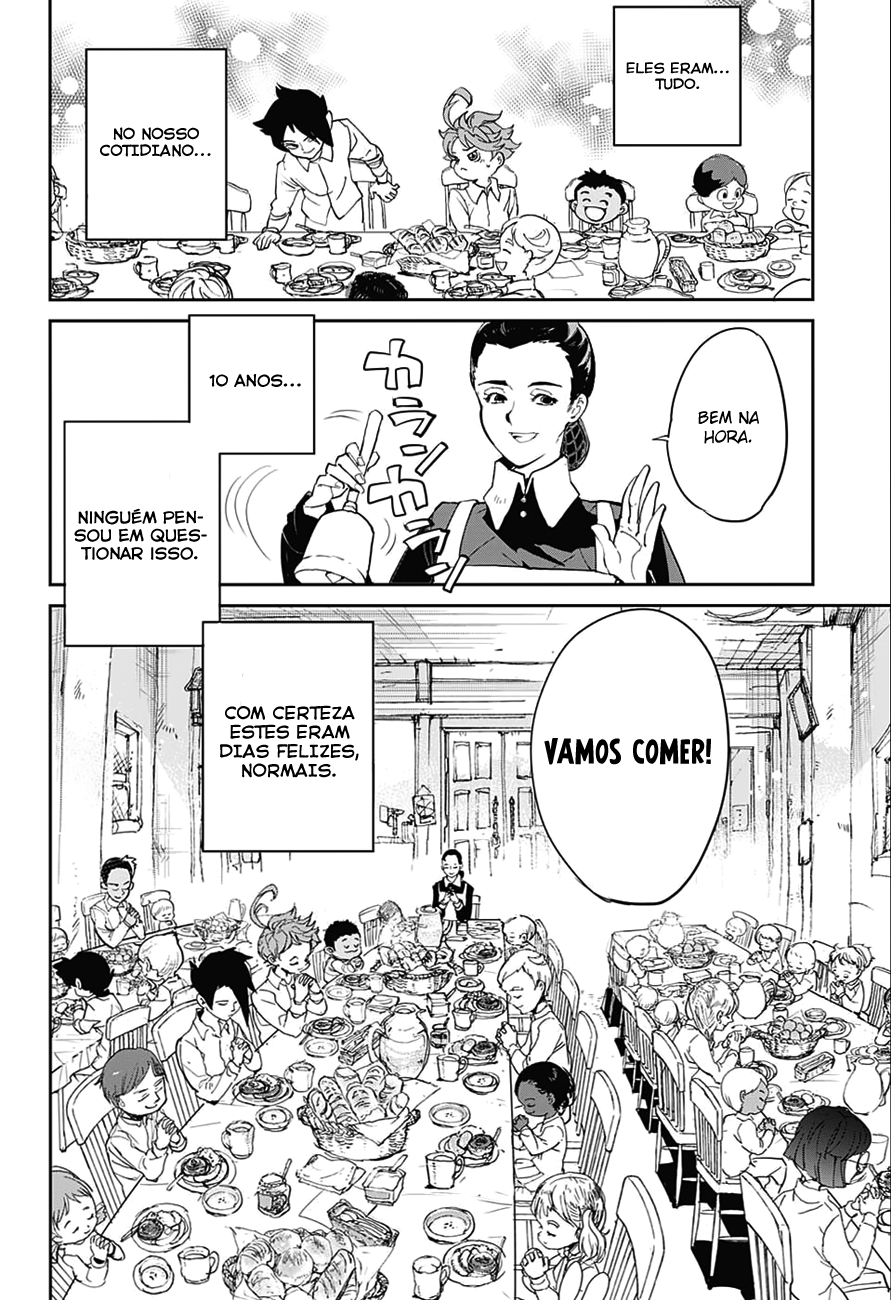 ELES ERAM...
TUDO.
NO NOSSO
COTIDIANO...
BEM NA
HORA.
カランカラン
10 ANOS...
NINGUÉM PEN-
SOU EM QUES-
TIONAR ISSO.
VAMOS COMER!
COM CERTEZA
ESTES ERAM
DIAS FELIZES,
NORMAIS.